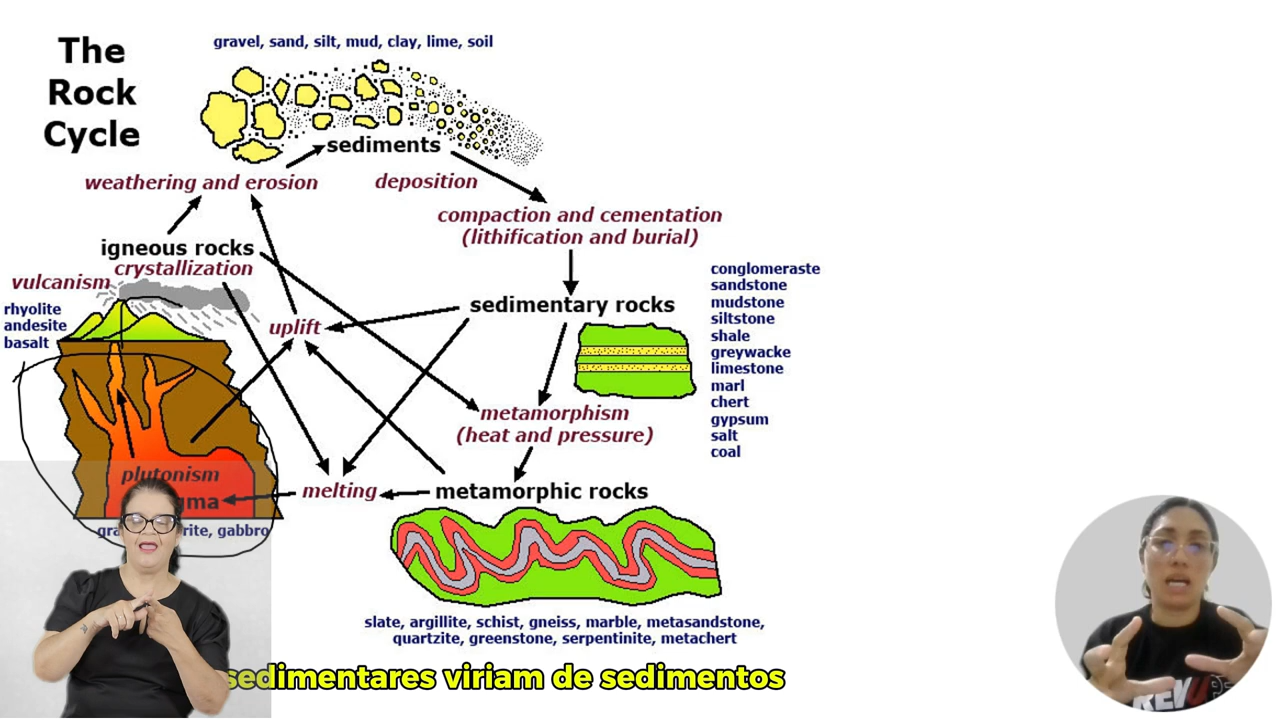 The
Rock
Cycle
gravel, sand, silt, mud, clay, lime, soil
sediments
weathering and erosion
deposition
compaction and cementation
(lithification and burial)
igneous rocks
crystallization
vulcanism
rhyolite
andesite
basalt
uplift
sedimentary rocks
conglomeraste
sandstone
mudstone
siltstone
shale
greywacke
limestone
marl
chert
gypsum
salt
coal
metamorphism
(heat and pressure)
plutonism
melting
metamorphic rocks
gabbro
slate, argillite, schist, gneiss, marble, metasandstone,
quartzite, greenstone, serpentinite, metachert
sedimentares viriam de sedimentos